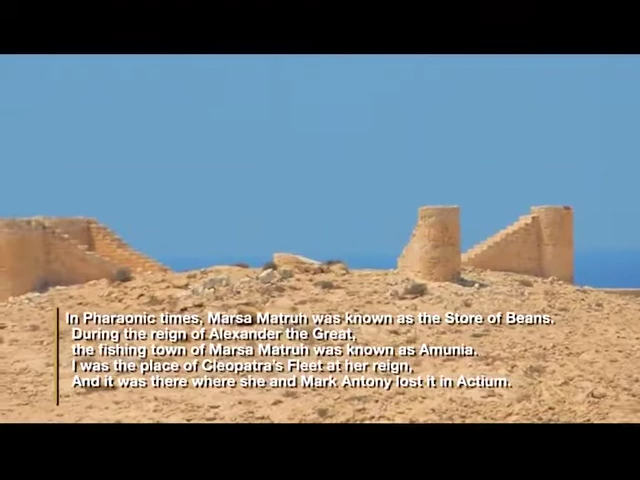 In Pharaonic times, Marsa Matruh was known as the Store of Beans.
During the reign of Alexander the Great,
the fishing town of Marsa Matruh was known as Amunia.
I was the place of Cleopatra's Fleet at her reign,
And it was there where she and Mark Antony lost it in Actium.